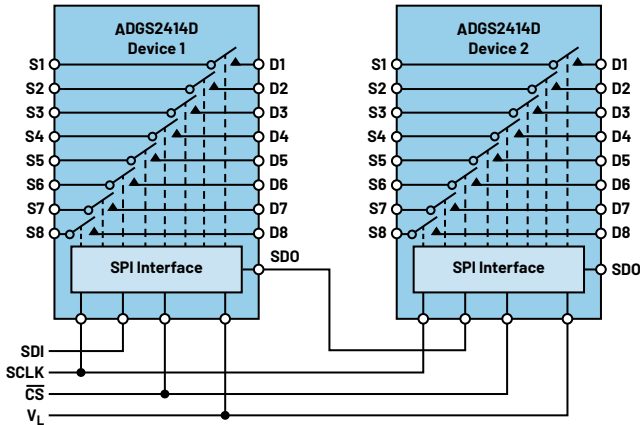 ADGS2414D
Device 1
S1
D1
S2
D2
S3
D3
S4
D4
S5
D5
S6
D6
S7
D7
S8
D8
SPI Interface
SDO
ADGS2414D
Device 2
S1
D1
S2
D2
S3
D3
S4
D4
S5
D5
S6
D6
S7
D7
S8
D8
SPI Interface
SDO
SDI
SCLK
C̅S̅
VL